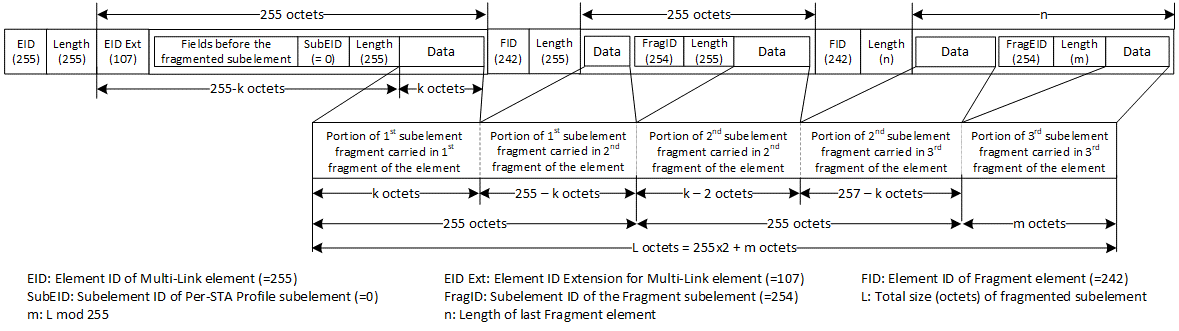 255 octets
255 octets
n
EID
(255)
Length
(255)
EID Ext
(107)
Fields before the
fragmented subelement
SubEID
(= 0)
Length
(255)
Data
FID
(242)
Length
(255)
Data
FragID
(254)
Length
(255)
Data
FID
(242)
Length
(n)
Data
FragEID
(254)
Length
(m)
Data
255-k octets
k octets
Portion of 1st subelement
fragment carried in 1st
fragment of the element
Portion of 1st subelement
fragment carried in 2nd
fragment of the element
Portion of 2nd subelement
fragment carried in 2nd
fragment of the element
Portion of 2nd subelement
fragment carried in 3rd
fragment of the element
Portion of 3rd subelement
fragment carried in 3rd
fragment of the element
k octets
255 – k octets
k – 2 octets
257 – k octets
255 octets
255 octets
m octets
L octets = 255x2 + m octets
EID: Element ID of Multi-Link element (=255)
EID Ext: Element ID Extension for Multi-Link element (=107)
FID: Element ID of Fragment element (=242)
SubEID: Subelement ID of Per-STA Profile subelement (=0)
FragID: Subelement ID of the Fragment subelement (=254)
L: Total size (octets) of fragmented subelement
m: L mod 255
n: Length of last Fragment element